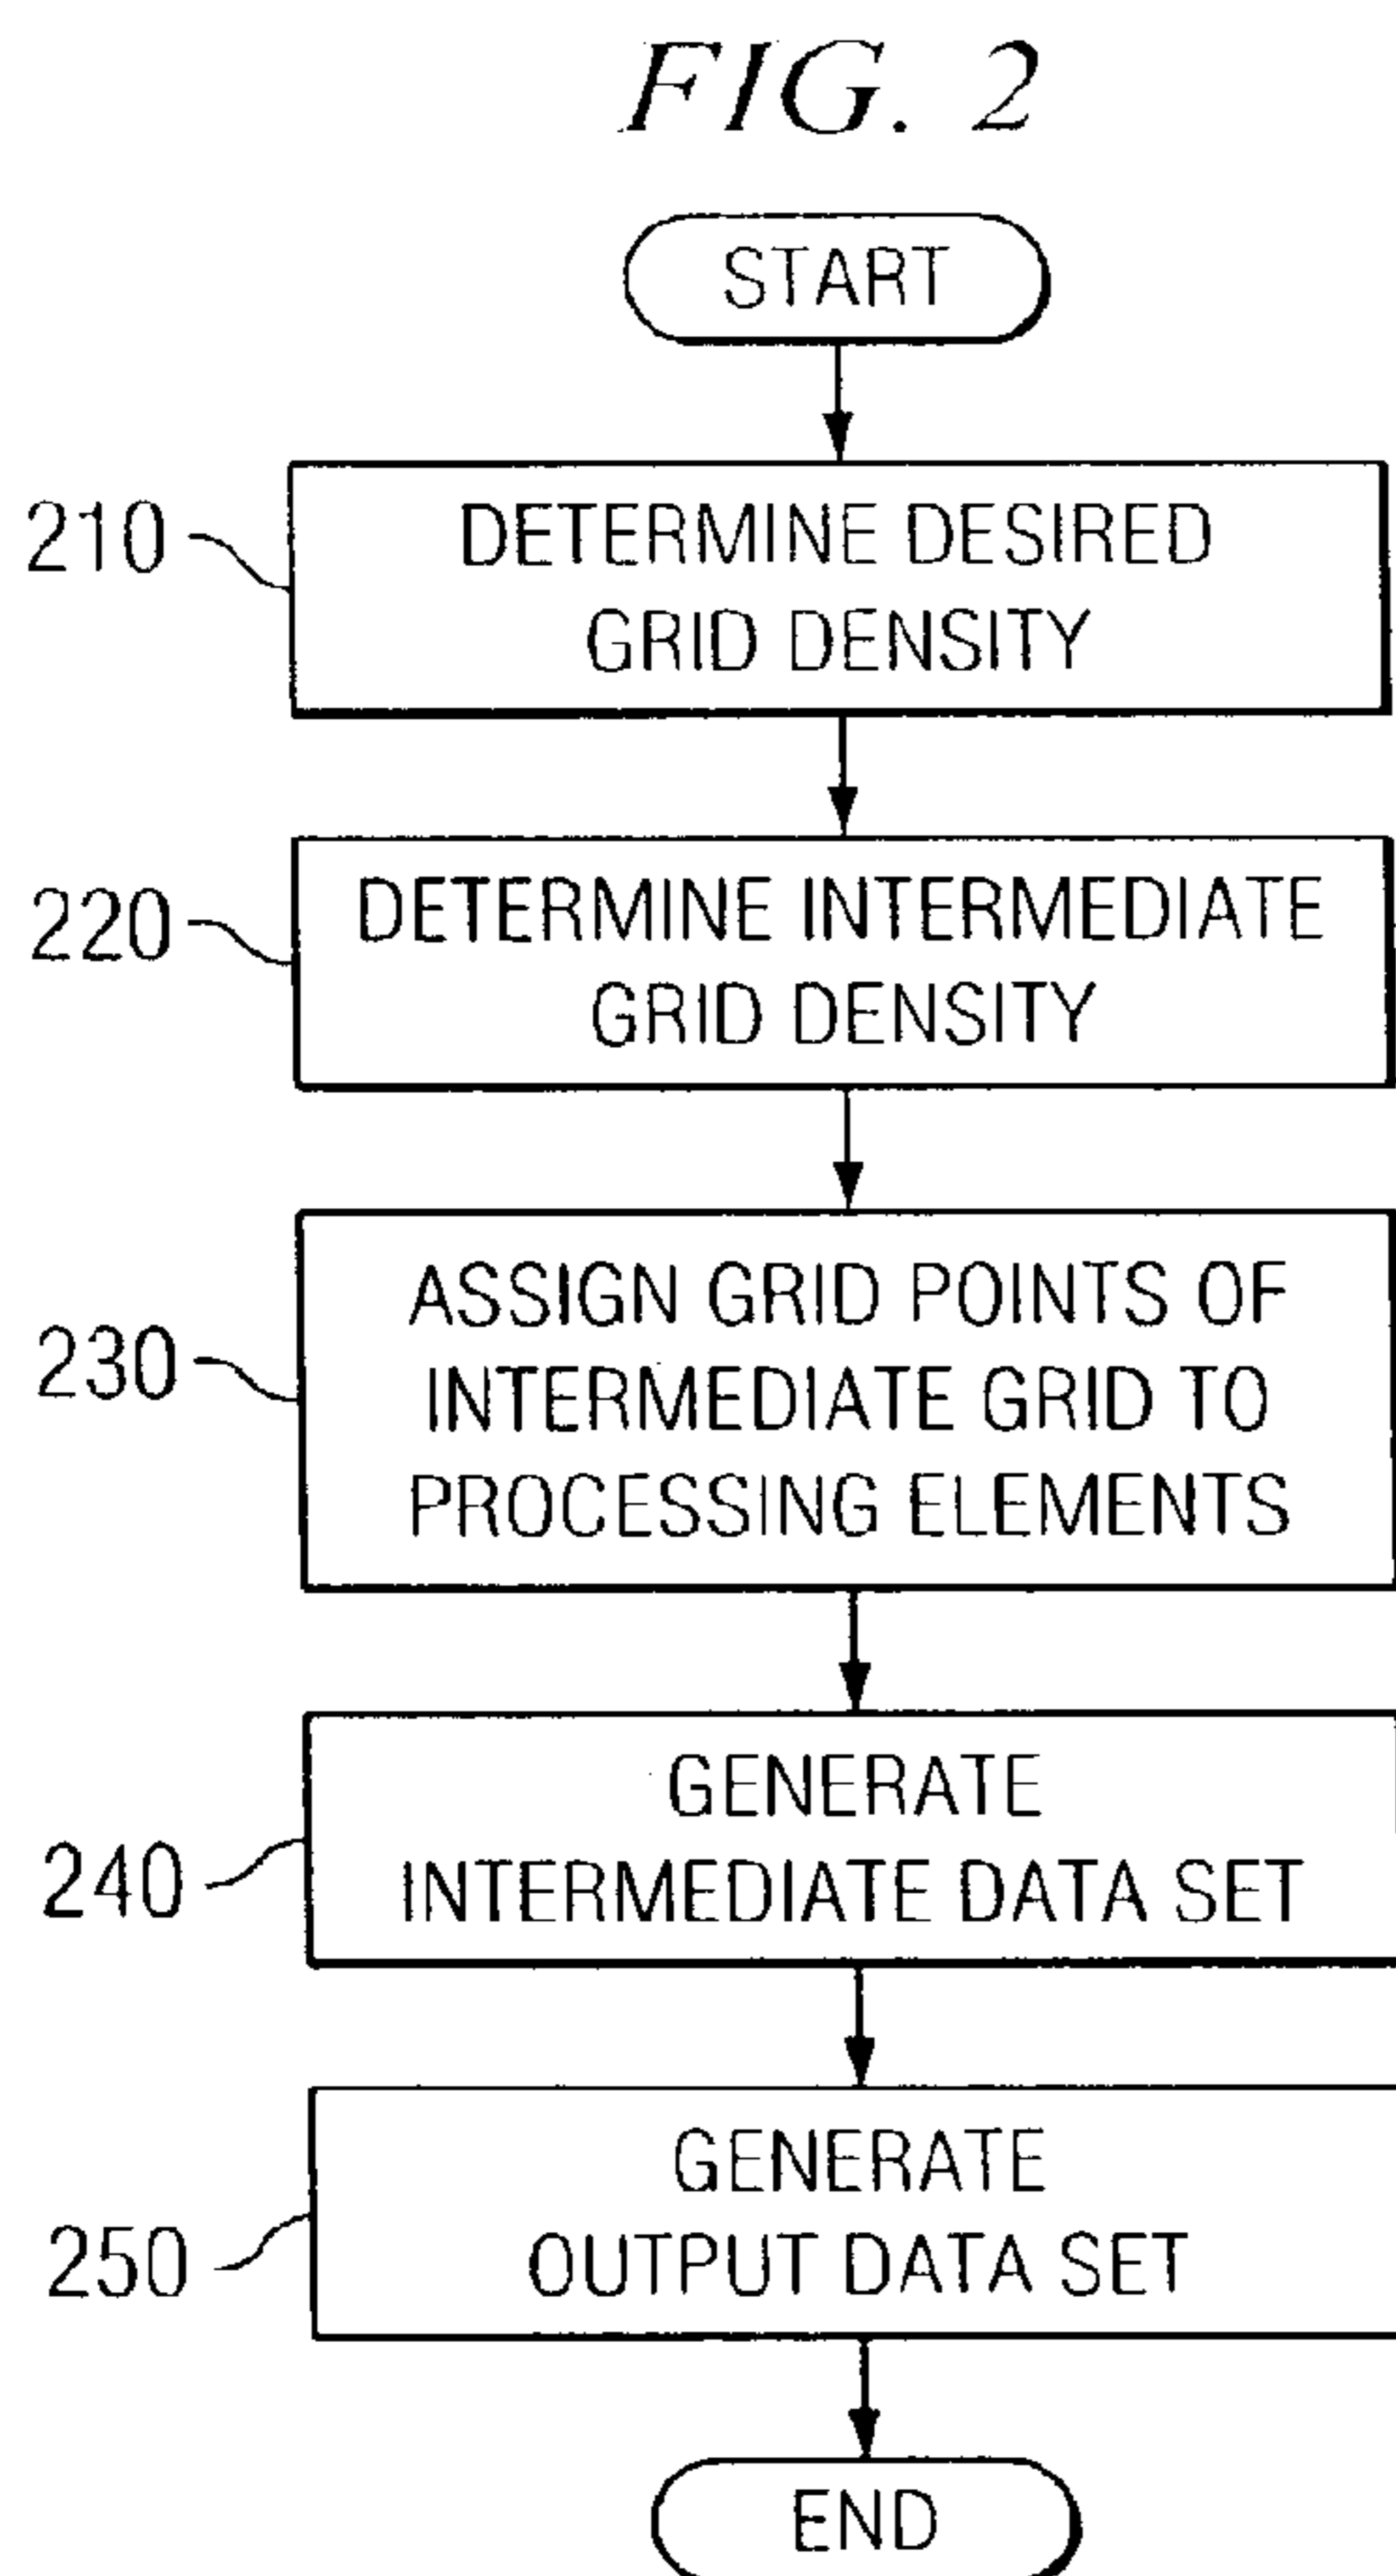 FIG. 2
START
210
DETERMINE DESIRED
GRID DENSITY
220
DETERMINE INTERMEDIATE
GRID DENSITY
230
ASSIGN GRID POINTS OF
INTERMEDIATE GRID TO
PROCESSING ELEMENTS
240
GENERATE
INTERMEDIATE DATA SET
250
GENERATE
OUTPUT DATA SET
END